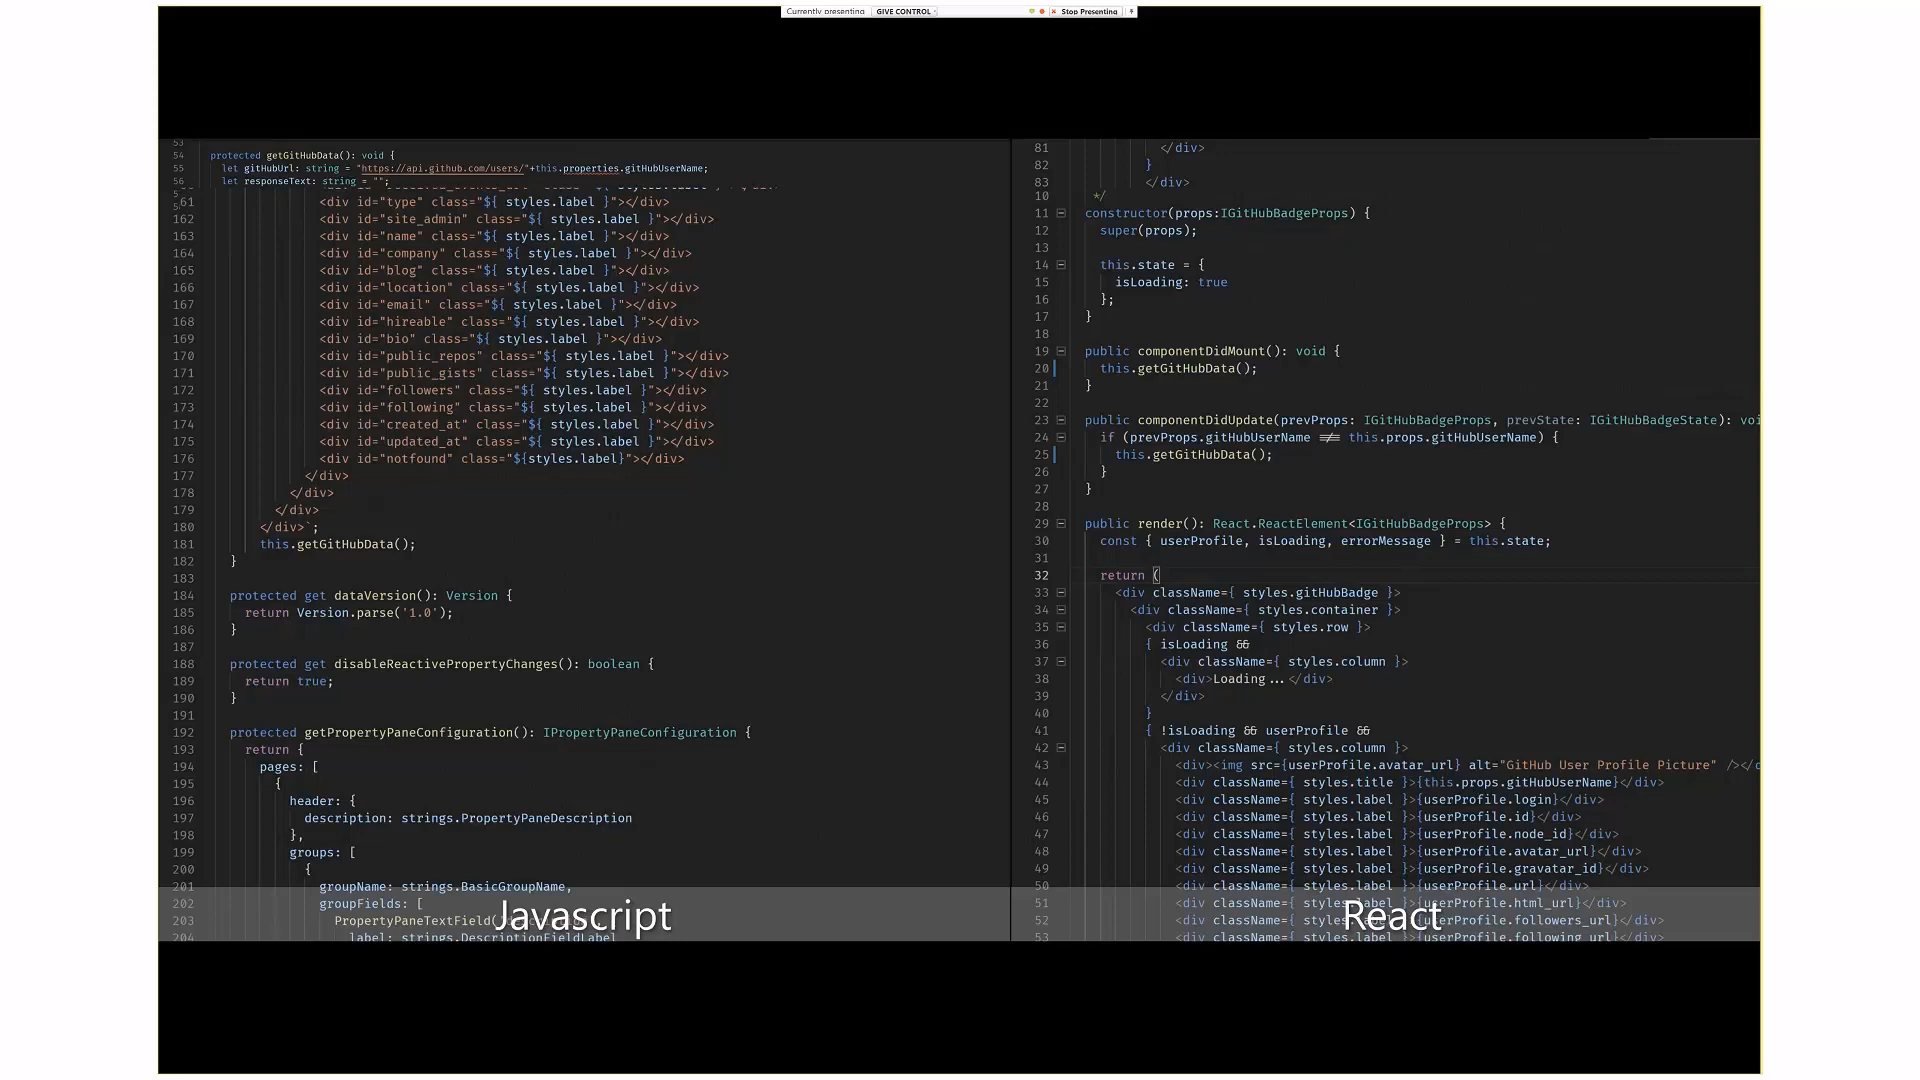 Currently presenting GIVE CONTROL Stop Presenting
53
54 protected getGitHubData(): void {
55 let gitHubUrl: string = "https://api.github.com/users/"+this.properties.gitHubUserName;
56 let responseText: string = "";
61 <div id="type" class="${ styles.label }"></div>
162 <div id="site_admin" class="${ styles.label }"></div>
163 <div id="name" class="${ styles.label }"></div>
164 <div id="company" class="${ styles.label }"></div>
165 <div id="blog" class="${ styles.label }"></div>
166 <div id="location" class="${ styles.label }"></div>
167 <div id="email" class="${ styles.label }"></div>
168 <div id="hireable" class="${ styles.label }"></div>
169 <div id="bio" class="${ styles.label }"></div>
170 <div id="public_repos" class="${ styles.label }"></div>
171 <div id="public_gists" class="${ styles.label }"></div>
172 <div id="followers" class="${ styles.label }"></div>
173 <div id="following" class="${ styles.label }"></div>
174 <div id="created_at" class="${ styles.label }"></div>
175 <div id="updated_at" class="${ styles.label }"></div>
176 <div id="notfound" class="${styles.label}"></div>
177 </div>
178 </div>
179 </div>
180 </div>`;
181 this.getGitHubData();
182 }
183
184 protected get dataVersion(): Version {
185 return Version.parse('1.0');
186 }
187
188 protected get disableReactivePropertyChanges(): boolean {
189 return true;
190 }
191
192 protected getPropertyPaneConfiguration(): IPropertyPaneConfiguration {
193 return {
194 pages: [
195 {
196 header: {
197 description: strings.PropertyPaneDescription
198 },
199 groups: [
200 {
201 groupName: strings.BasicGroupName,
202 groupFields: [
203 PropertyPaneTextField(
204 label: strings.DescriptionFieldLabel
Javascript
81 </div>
82 }
83 </div>
10 */
11 constructor(props:IGitHubBadgeProps) {
12 super(props);
13
14 this.state = {
15 isLoading: true
16 };
17 }
18
19 public componentDidMount(): void {
20 this.getGitHubData();
21 }
22
23 public componentDidUpdate(prevProps: IGitHubBadgeProps, prevState: IGitHubBadgeState): voi
24 if (prevProps.gitHubUserName !== this.props.gitHubUserName) {
25 this.getGitHubData();
26 }
27 }
28
29 public render(): React.ReactElement<IGitHubBadgeProps> {
30 const { userProfile, isLoading, errorMessage } = this.state;
31
32 return (
33 <div className={ styles.gitHubBadge }>
34 <div className={ styles.container }>
35 <div className={ styles.row }>
36 { isLoading &&
37 <div className={ styles.column }>
38 <div>Loading...</div>
39 </div>
40 }
41 { !isLoading && userProfile &&
42 <div className={ styles.column }>
43 <div><img src={userProfile.avatar_url} alt="GitHub User Profile Picture" /></
44 <div className={ styles.title }>{this.props.gitHubUserName}</div>
45 <div className={ styles.label }>{userProfile.login}</div>
46 <div className={ styles.label }>{userProfile.id}</div>
47 <div className={ styles.label }>{userProfile.node_id}</div>
48 <div className={ styles.label }>{userProfile.avatar_url}</div>
49 <div className={ styles.label }>{userProfile.gravatar_id}</div>
50 <div className={ styles.label }>{userProfile.url}</div>
51 <div className={ styles.label }>{userProfile.html_url}</div>
52 <div className={ styles.label }>{userProfile.followers_url}</div>
53 <div className={ styles.label }>{userProfile.following_url}</div>
React